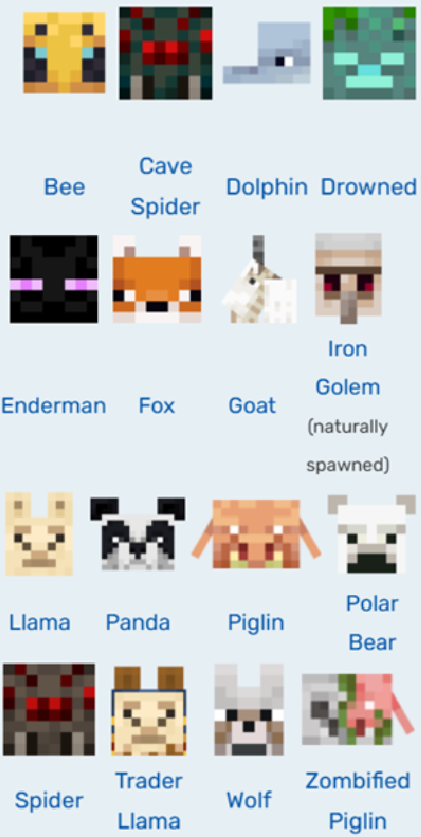 Bee
Cave
Spider
Dolphin
Drowned
Enderman
Fox
Goat
Iron
Golem
(naturally
spawned)
Llama
Panda
Piglin
Polar
Bear
Spider
Trader
Llama
Wolf
Zombified
Piglin